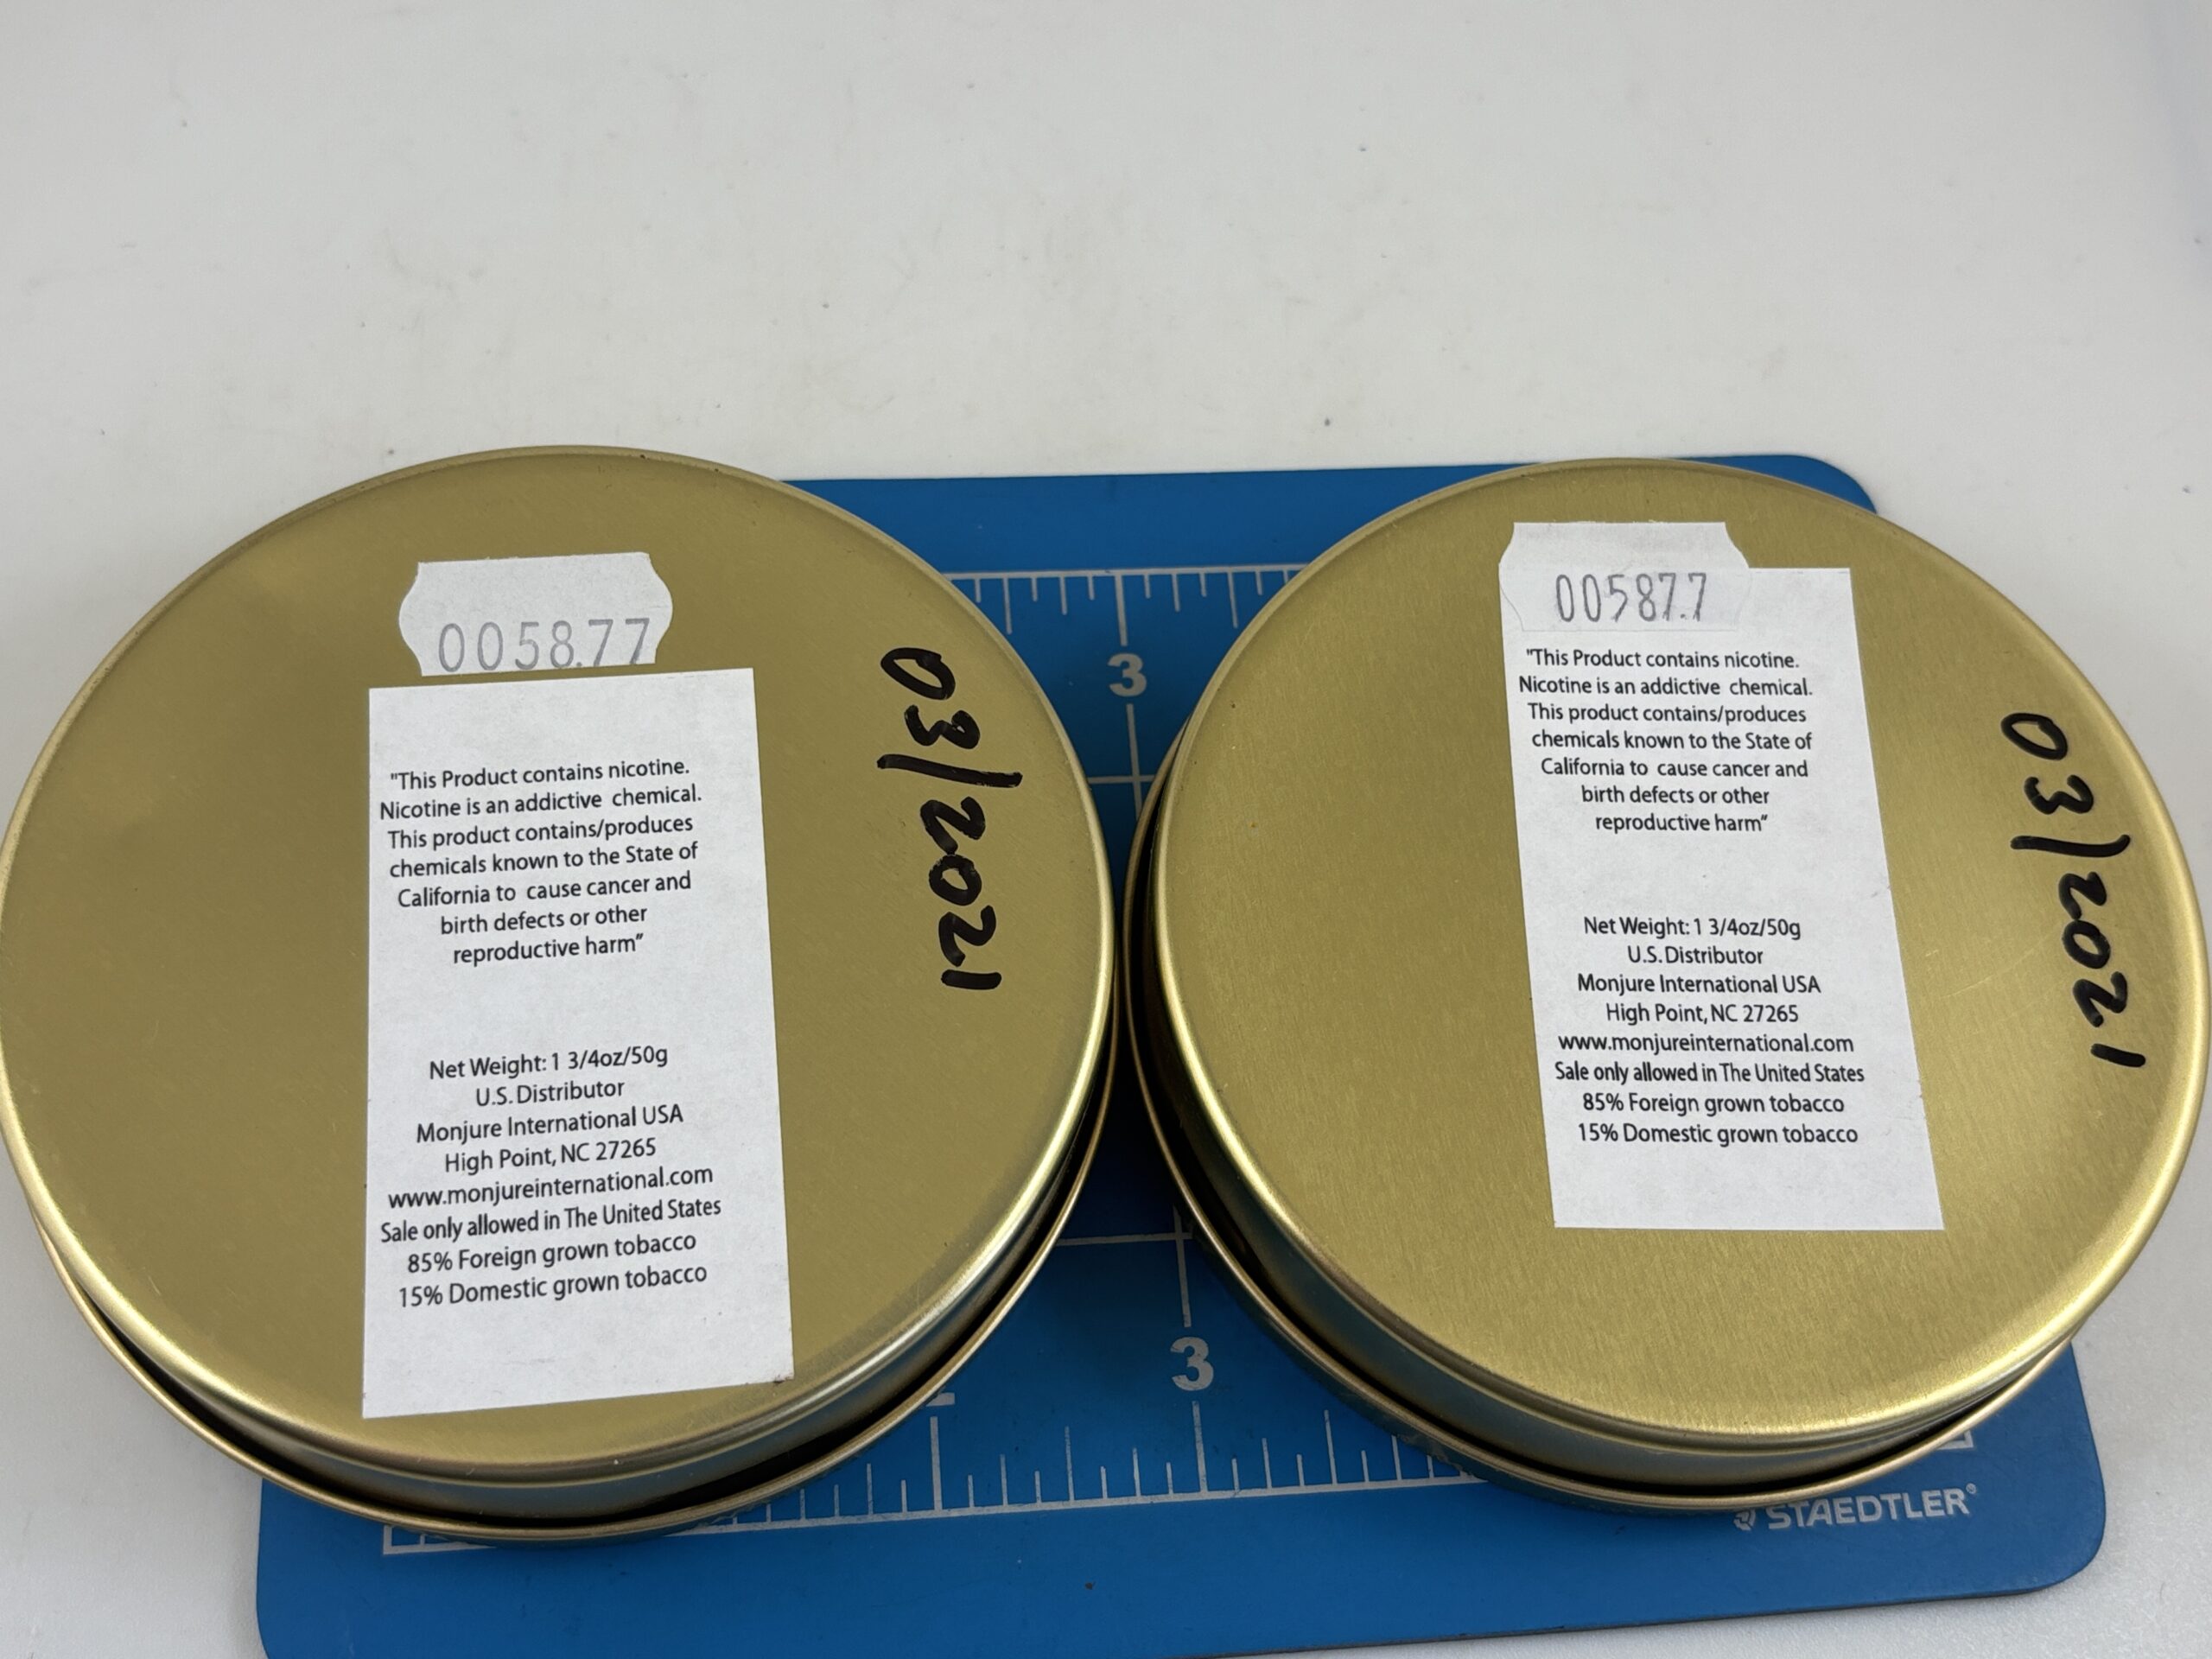 0058.77
"This Product contains nicotine.
Nicotine is an addictive chemical.
This product contains/produces
chemicals known to the State of
California to cause cancer and
birth defects or other
reproductive harm"
Net Weight: 1 3/4oz/50g
U.S. Distributor
Monjure International USA
High Point, NC 27265
www.monjureinternational.com
Sale only allowed in The United States
85% Foreign grown tobacco
15% Domestic grown tobacco
03/2021
3
3
00587.7
"This Product contains nicotine.
Nicotine is an addictive chemical.
This product contains/produces
chemicals known to the State of
California to cause cancer and
birth defects or other
reproductive harm"
Net Weight: 1 3/4oz/50g
U.S. Distributor
Monjure International USA
High Point, NC 27265
www.monjureinternational.com
Sale only allowed in The United States
85% Foreign grown tobacco
15% Domestic grown tobacco
03/2021
STAEDTLER®